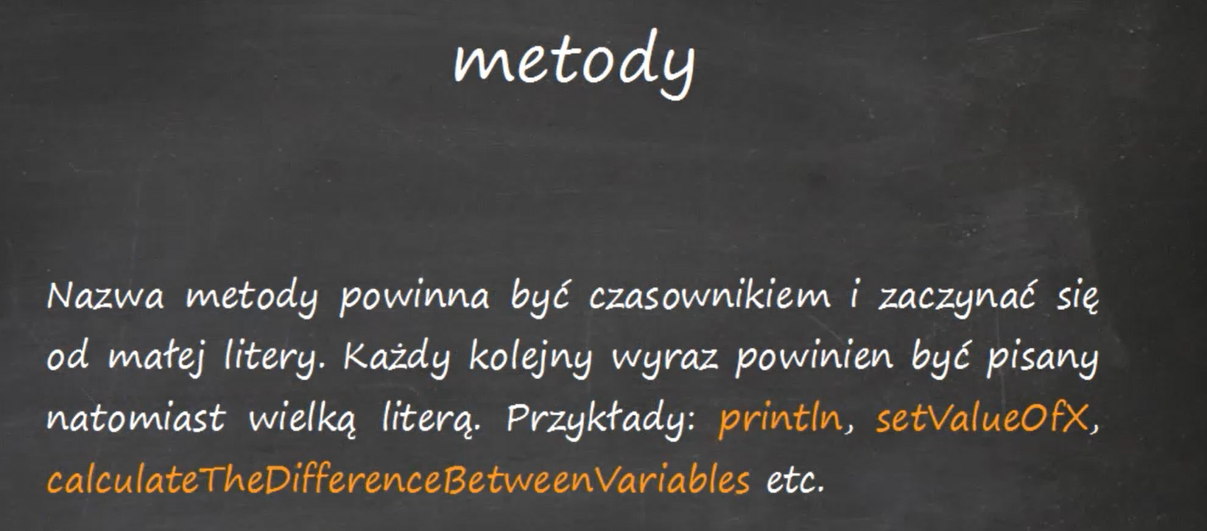 metody
Nazwa metody powinna być czasownikiem i zaczynać się
od małej litery. Każdy kolejny wyraz powinien być pisany
natomiast wielką literą. Przykłady: println, setValueOfX,
calculateTheDifferenceBetweenVariables etc.